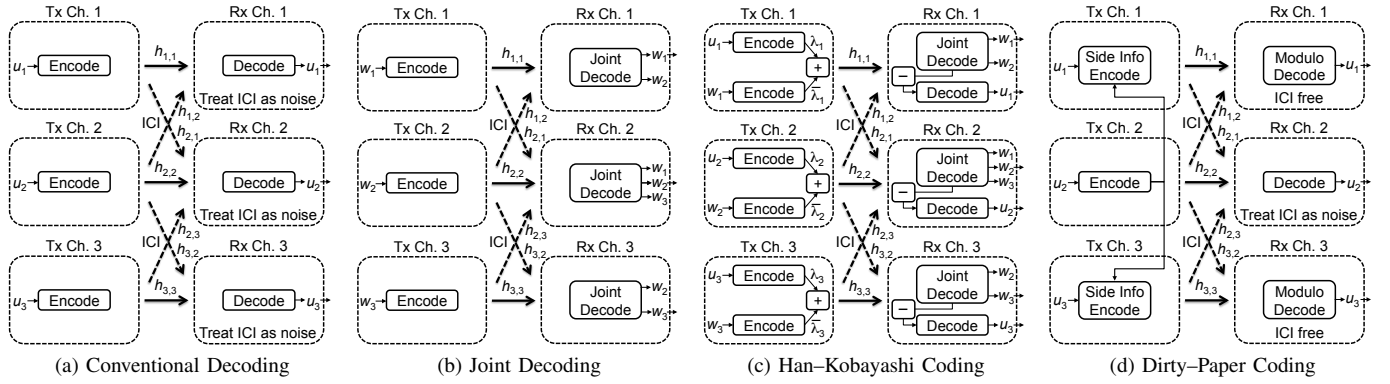 Tx Ch. 1
Rx Ch. 1
u1
Encode
h1,1
Decode
u1
Treat ICI as noise
ICI
h1,2
h2,1
Tx Ch. 2
Rx Ch. 2
u2
Encode
h2,2
Decode
u2
Treat ICI as noise
ICI
h2,3
h3,2
Tx Ch. 3
Rx Ch. 3
u3
Encode
h3,3
Decode
u3
Treat ICI as noise
(a) Conventional Decoding
Tx Ch. 1
Rx Ch. 1
w1
Encode
h1,1
Joint
Decode
w1
w2
ICI
h1,2
h2,1
Tx Ch. 2
Rx Ch. 2
w2
Encode
h2,2
Joint
Decode
w1
w2
w3
ICI
h2,3
h3,2
Tx Ch. 3
Rx Ch. 3
w3
Encode
h3,3
Joint
Decode
w2
w3
(b) Joint Decoding
Tx Ch. 1
Rx Ch. 1
u1
Encode
λ1
+
w1
Encode
λ̄1
h1,1
Joint
Decode
w1
w2
−
Decode
u1
ICI
h1,2
h2,1
Tx Ch. 2
Rx Ch. 2
u2
Encode
λ2
+
w2
Encode
λ̄2
h2,2
Joint
Decode
w1
w2
w3
−
Decode
u2
ICI
h2,3
h3,2
Tx Ch. 3
Rx Ch. 3
u3
Encode
λ3
+
w3
Encode
λ̄3
h3,3
Joint
Decode
w2
w3
−
Decode
u3
(c) Han–Kobayashi Coding
Tx Ch. 1
Rx Ch. 1
u1
Side Info
Encode
h1,1
Modulo
Decode
u1
ICI free
ICI
h1,2
h2,1
Tx Ch. 2
Rx Ch. 2
u2
Encode
h2,2
Decode
u2
Treat ICI as noise
ICI
h2,3
h3,2
Tx Ch. 3
Rx Ch. 3
u3
Side Info
Encode
h3,3
Modulo
Decode
u3
ICI free
(d) Dirty–Paper Coding